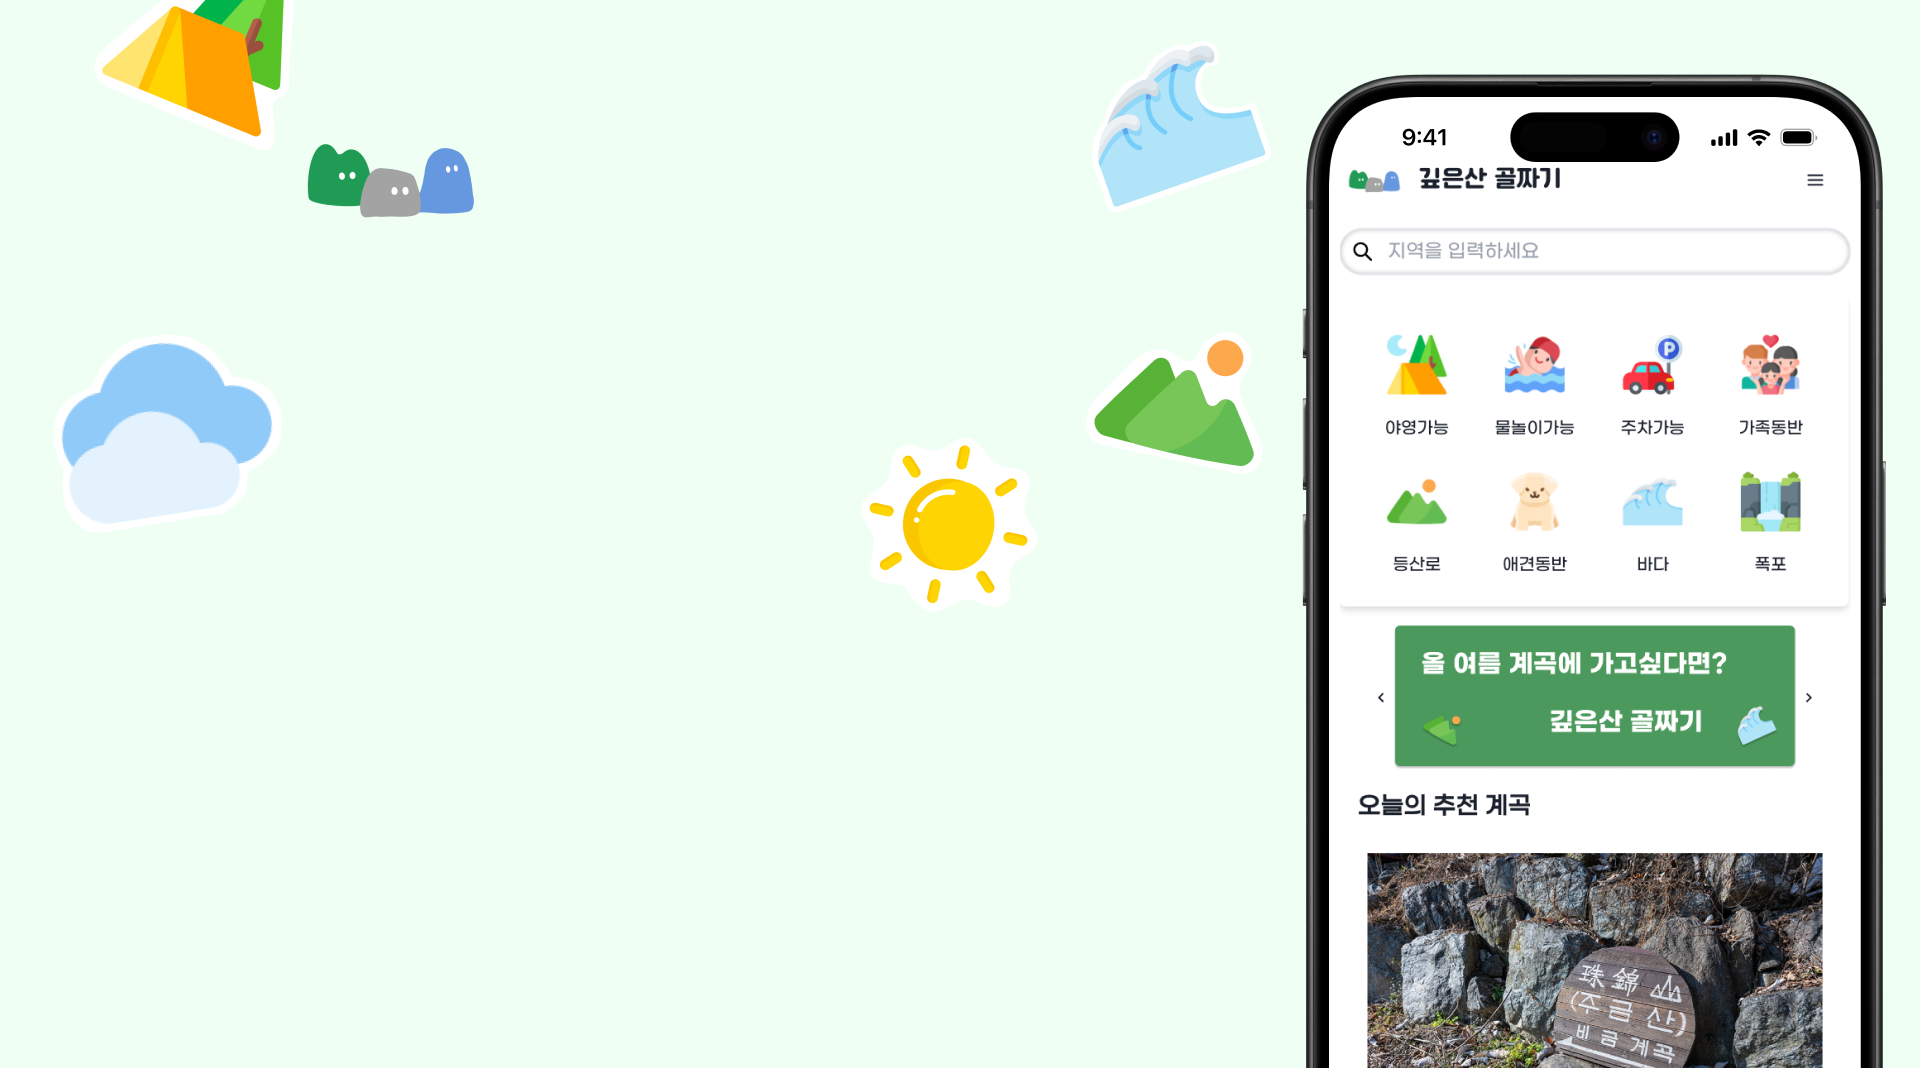 9:41
깊은산 골짜기
지역을 입력하세요
P
야영가능
물놀이가능
주차가능
가족동반
등산로
애견동반
바다
폭포
올 여름 계곡에 가고싶다면?
깊은산 골짜기
오늘의 추천 계곡
珠錦
(주금산)
비금계곡